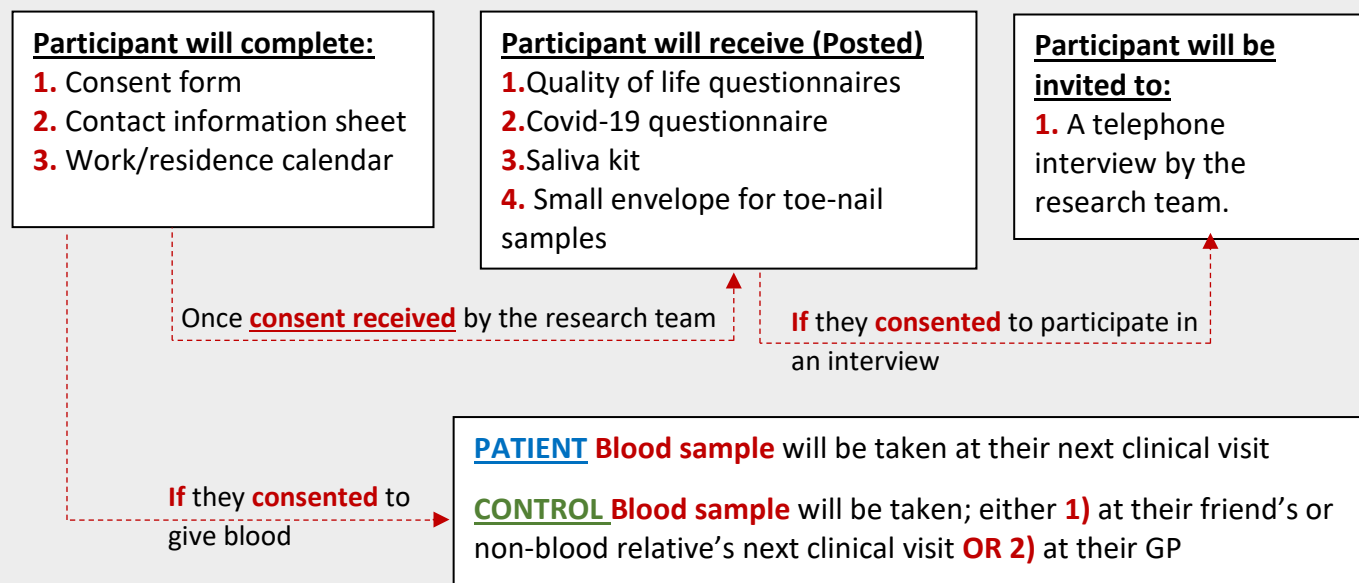 Participant will complete:
1. Consent form
2. Contact information sheet
3. Work/residence calendar
Participant will receive (Posted)
1.Quality of life questionnaires
2.Covid-19 questionnaire
3.Saliva kit
4. Small envelope for toe-nail
samples
Participant will be
invited to:
1. A telephone
interview by the
research team.
Once consent received by the research team
If they consented to participate in
an interview
If they consented to
give blood
PATIENT Blood sample will be taken at their next clinical visit
CONTROL Blood sample will be taken; either 1) at their friend’s or
non-blood relative’s next clinical visit OR 2) at their GP